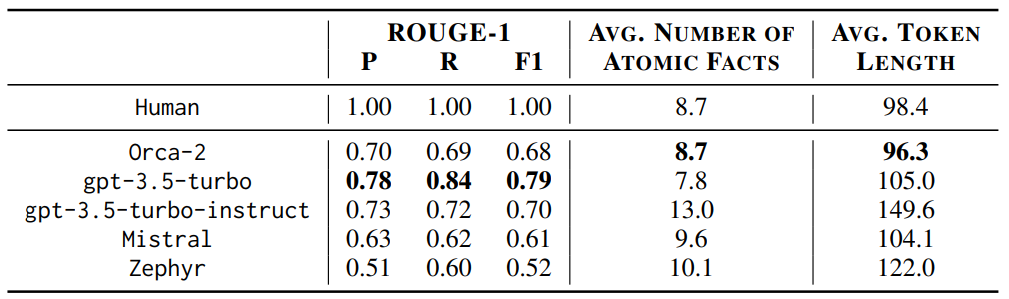 ROUGE-1 AVG. NUMBER OF AVG. TOKEN
P R F1 ATOMIC FACTS LENGTH
Human 1.00 1.00 1.00 8.7 98.4
Orca-2 0.70 0.69 0.68 8.7 96.3
gpt-3.5-turbo 0.78 0.84 0.79 7.8 105.0
gpt-3.5-turbo-instruct 0.73 0.72 0.70 13.0 149.6
Mistral 0.63 0.62 0.61 9.6 104.1
Zephyr 0.51 0.60 0.52 10.1 122.0